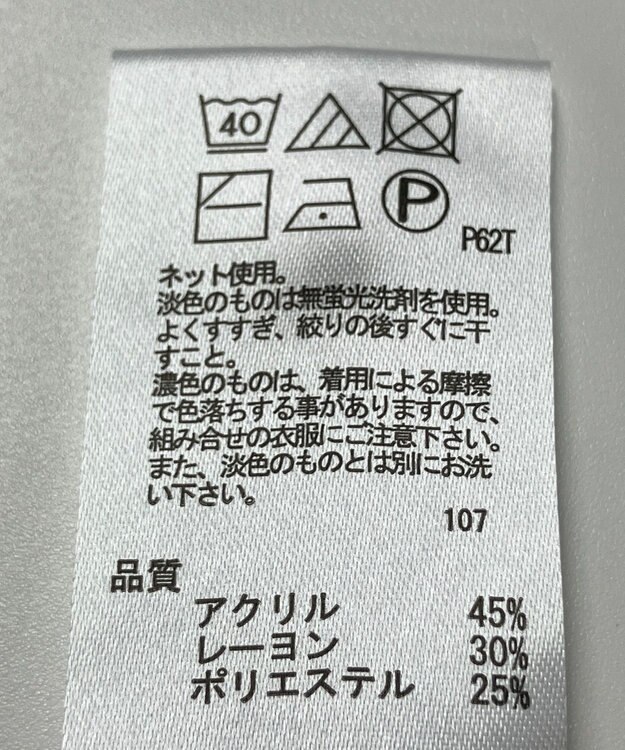 40
P
P62T
ネット使用。
淡色のものは無蛍光洗剤を使用。
よくすすぎ、絞りの後すぐに干
すこと。
濃色のものは、着用による摩擦
で色落ちする事がありますので、
組み合せの衣服にご注意下さい。
また、淡色のものとは別にお洗
い下さい。
107
品質
アクリル 45%
レーヨン 30%
ポリエステル 25%